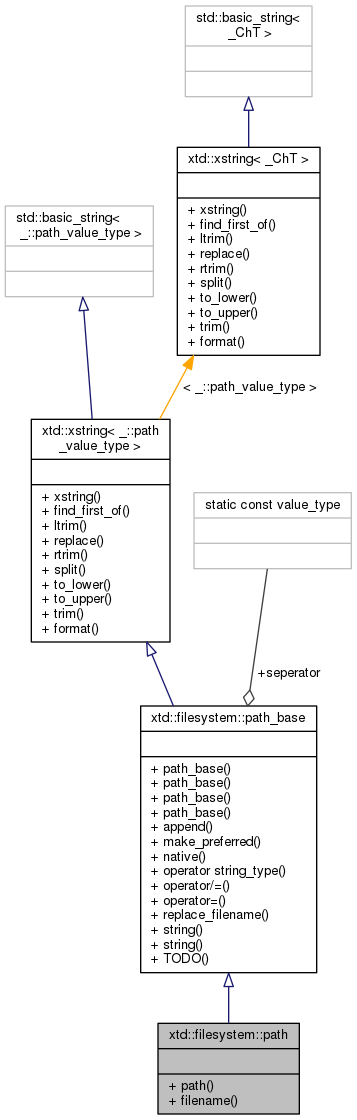 std::basic_string<
_ChT >
xtd::xstring< _ChT >
+ xstring()
+ find_first_of()
+ ltrim()
+ replace()
+ rtrim()
+ split()
+ to_lower()
+ to_upper()
+ trim()
+ format()
std::basic_string<
_::path_value_type >
< _::path_value_type >
xtd::xstring< _::path
_value_type >
+ xstring()
+ find_first_of()
+ ltrim()
+ replace()
+ rtrim()
+ split()
+ to_lower()
+ to_upper()
+ trim()
+ format()
static const value_type
+seperator
xtd::filesystem::path_base
+ path_base()
+ path_base()
+ path_base()
+ path_base()
+ append()
+ make_preferred()
+ native()
+ operator string_type()
+ operator/=()
+ operator=()
+ replace_filename()
+ string()
+ string()
+ TODO()
xtd::filesystem::path
+ path()
+ filename()